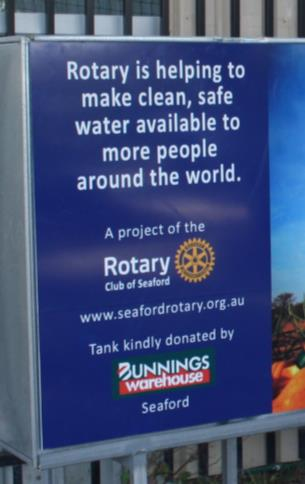 Rotary is helping to
make clean, safe
water available to
more people
around the world.
A project of the
Rotary
Club of Seaford
www.seafordrotary.org.au
Tank kindly donated by
BUNNINGS
warehouse
Seaford